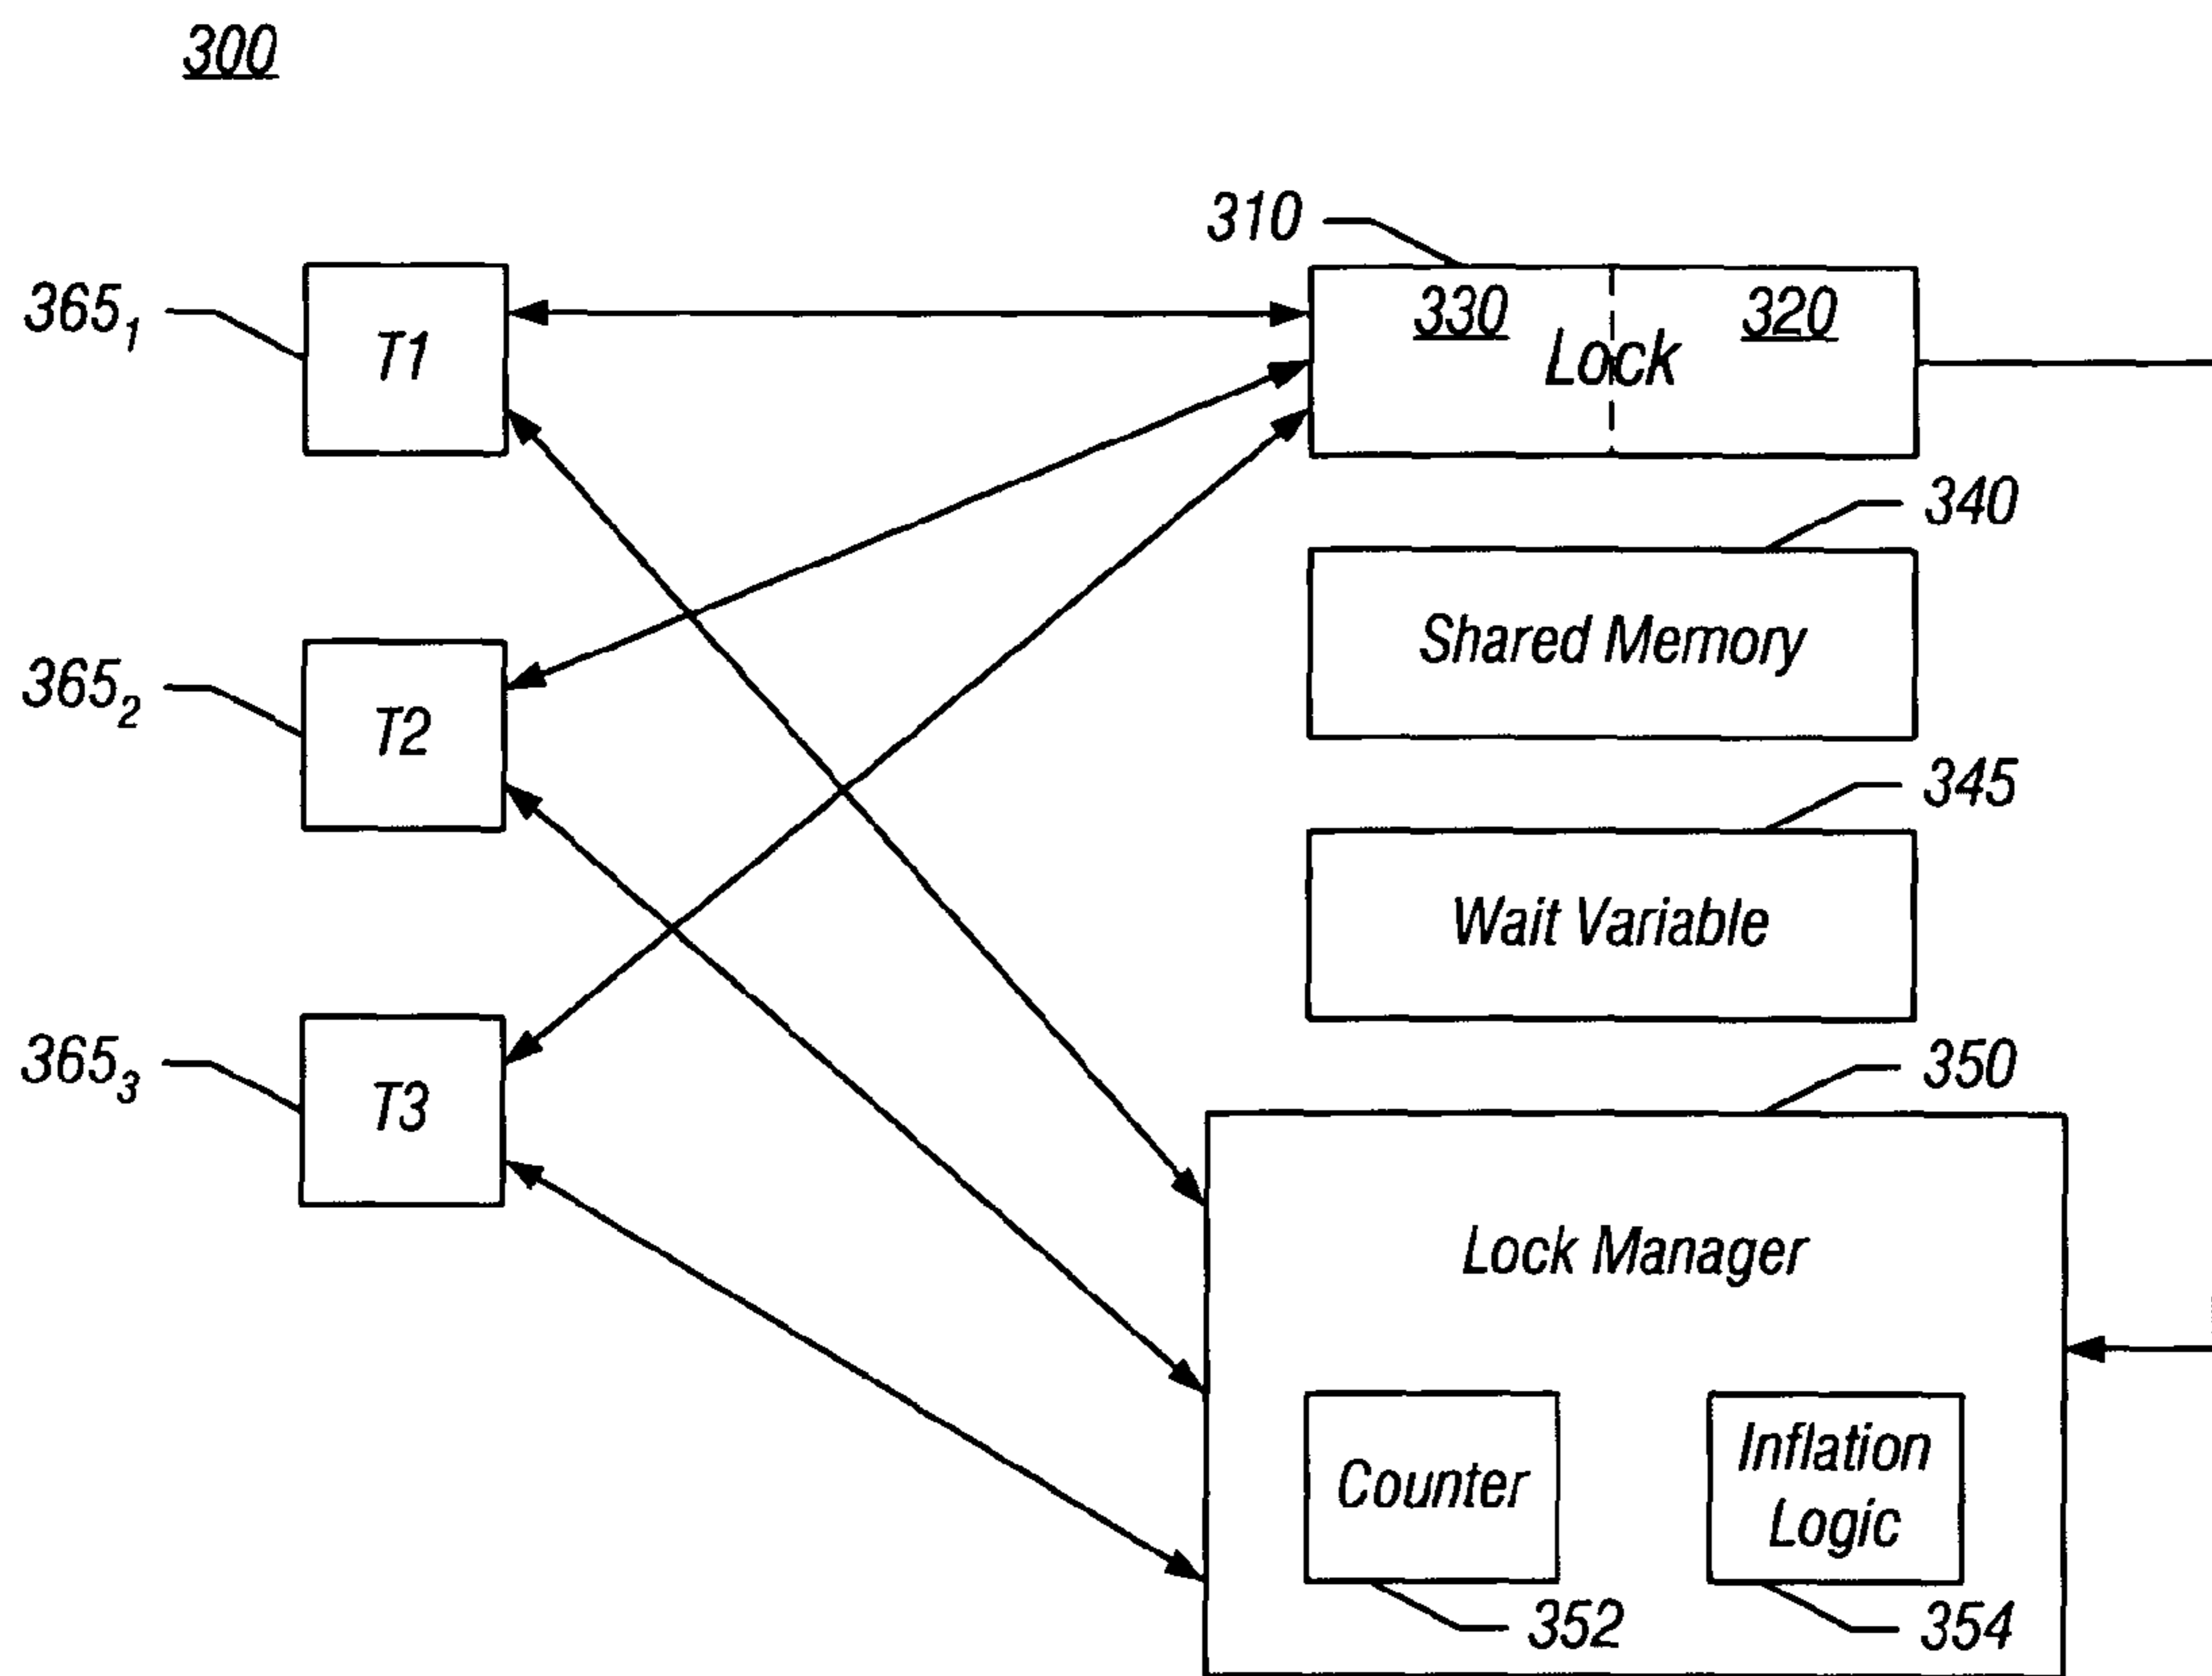 300
310
330 320
Lock
365₁
T1
340
Shared Memory
365₂
T2
345
Wait Variable
365₃
T3
350
Lock Manager
Counter
Inflation
Logic
352
354